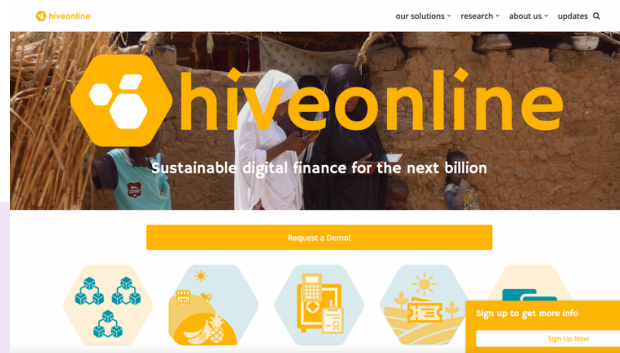 hiveonline
our solutions research about us updates
hiveonline
Sustainable digital finance for the next billion
Request a Demo!
Sign up to get more info
Sign Up Now